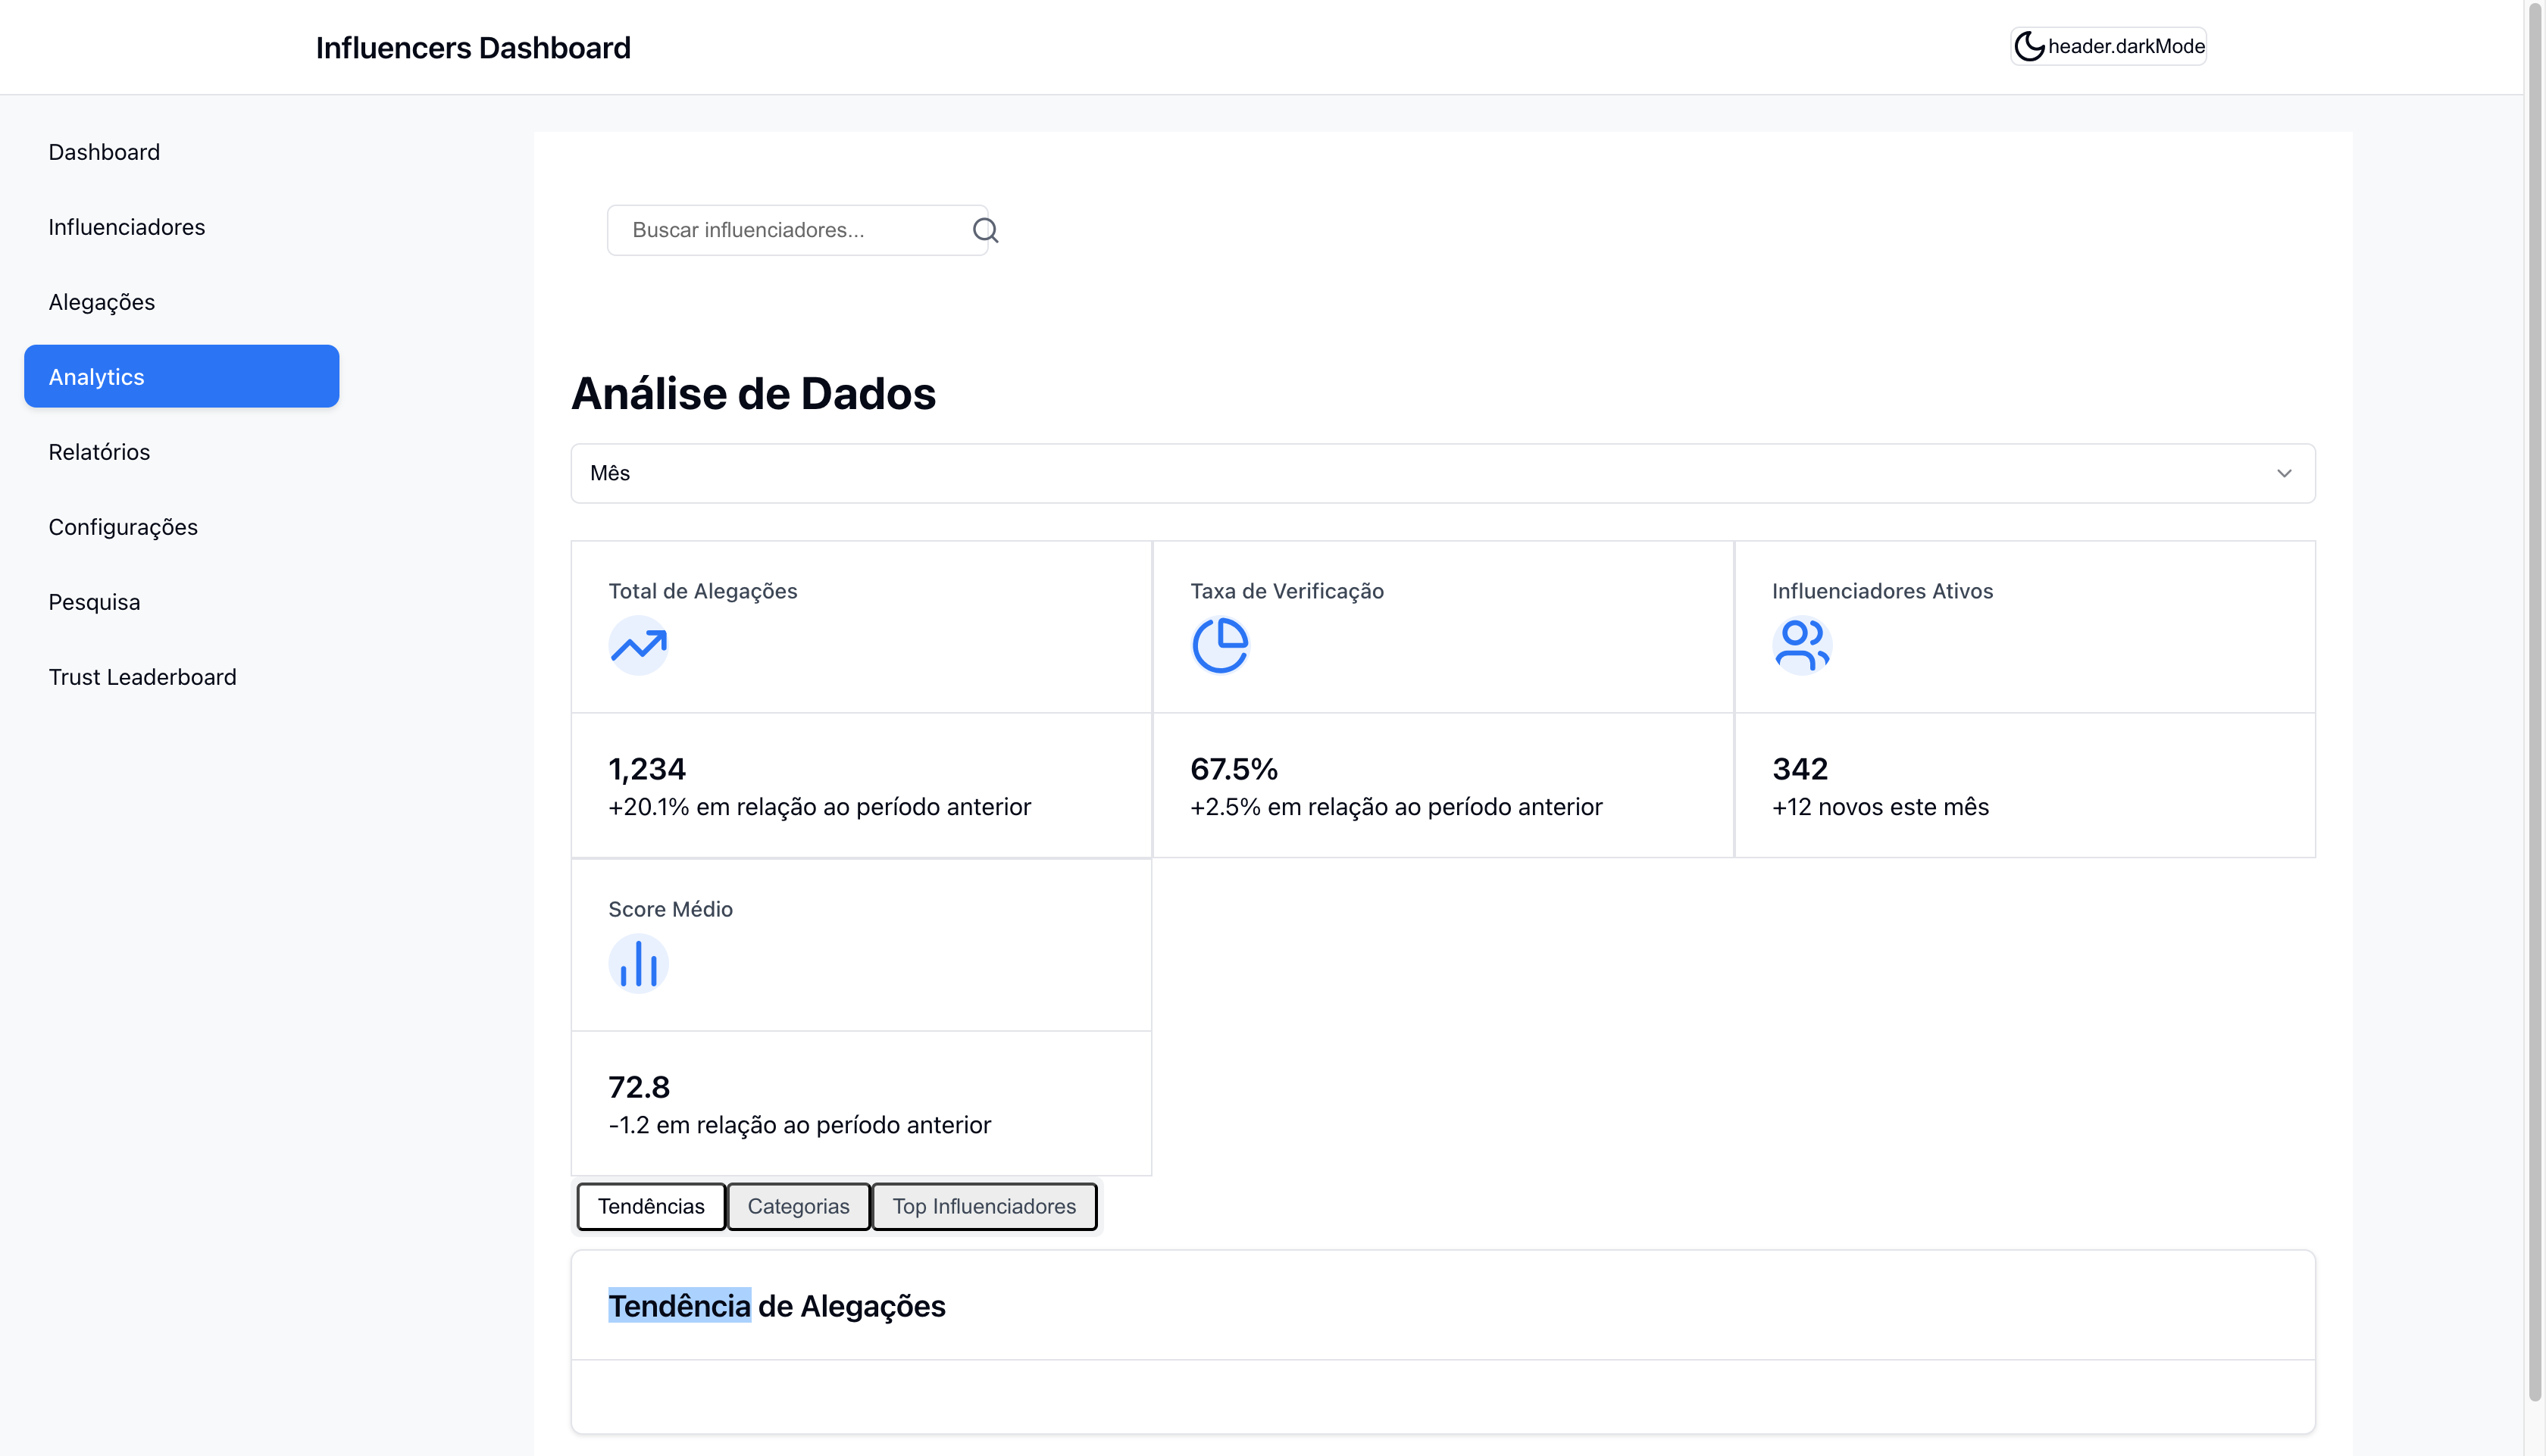 Influencers Dashboard
header.darkMode
Dashboard
Influenciadores
Alegações
Analytics
Relatórios
Configurações
Pesquisa
Trust Leaderboard
Buscar influenciadores...
Análise de Dados
Mês
Total de Alegações
1,234
+20.1% em relação ao período anterior
Taxa de Verificação
67.5%
+2.5% em relação ao período anterior
Influenciadores Ativos
342
+12 novos este mês
Score Médio
72.8
-1.2 em relação ao período anterior
Tendências
Categorias
Top Influenciadores
Tendência de Alegações